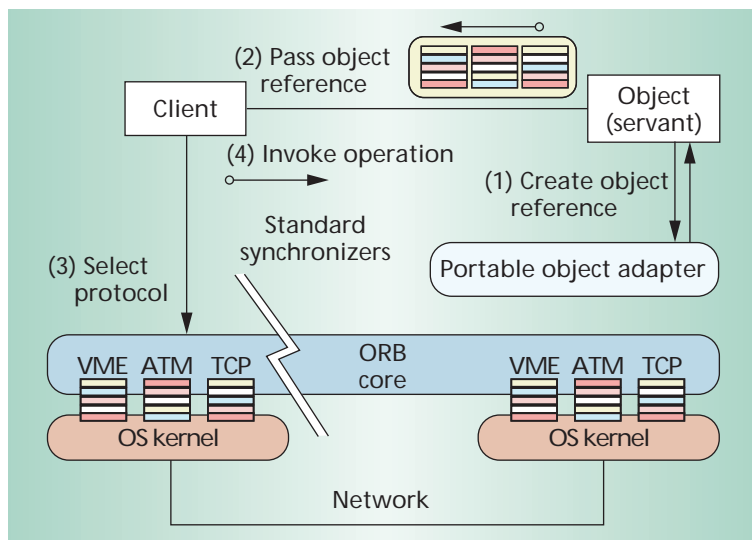 (2) Pass object
reference
Client
Object
(servant)
(4) Invoke operation
(1) Create object
reference
Standard
synchronizers
(3) Select
protocol
Portable object adapter
ORB
core
VME ATM TCP
VME ATM TCP
OS kernel
OS kernel
Network